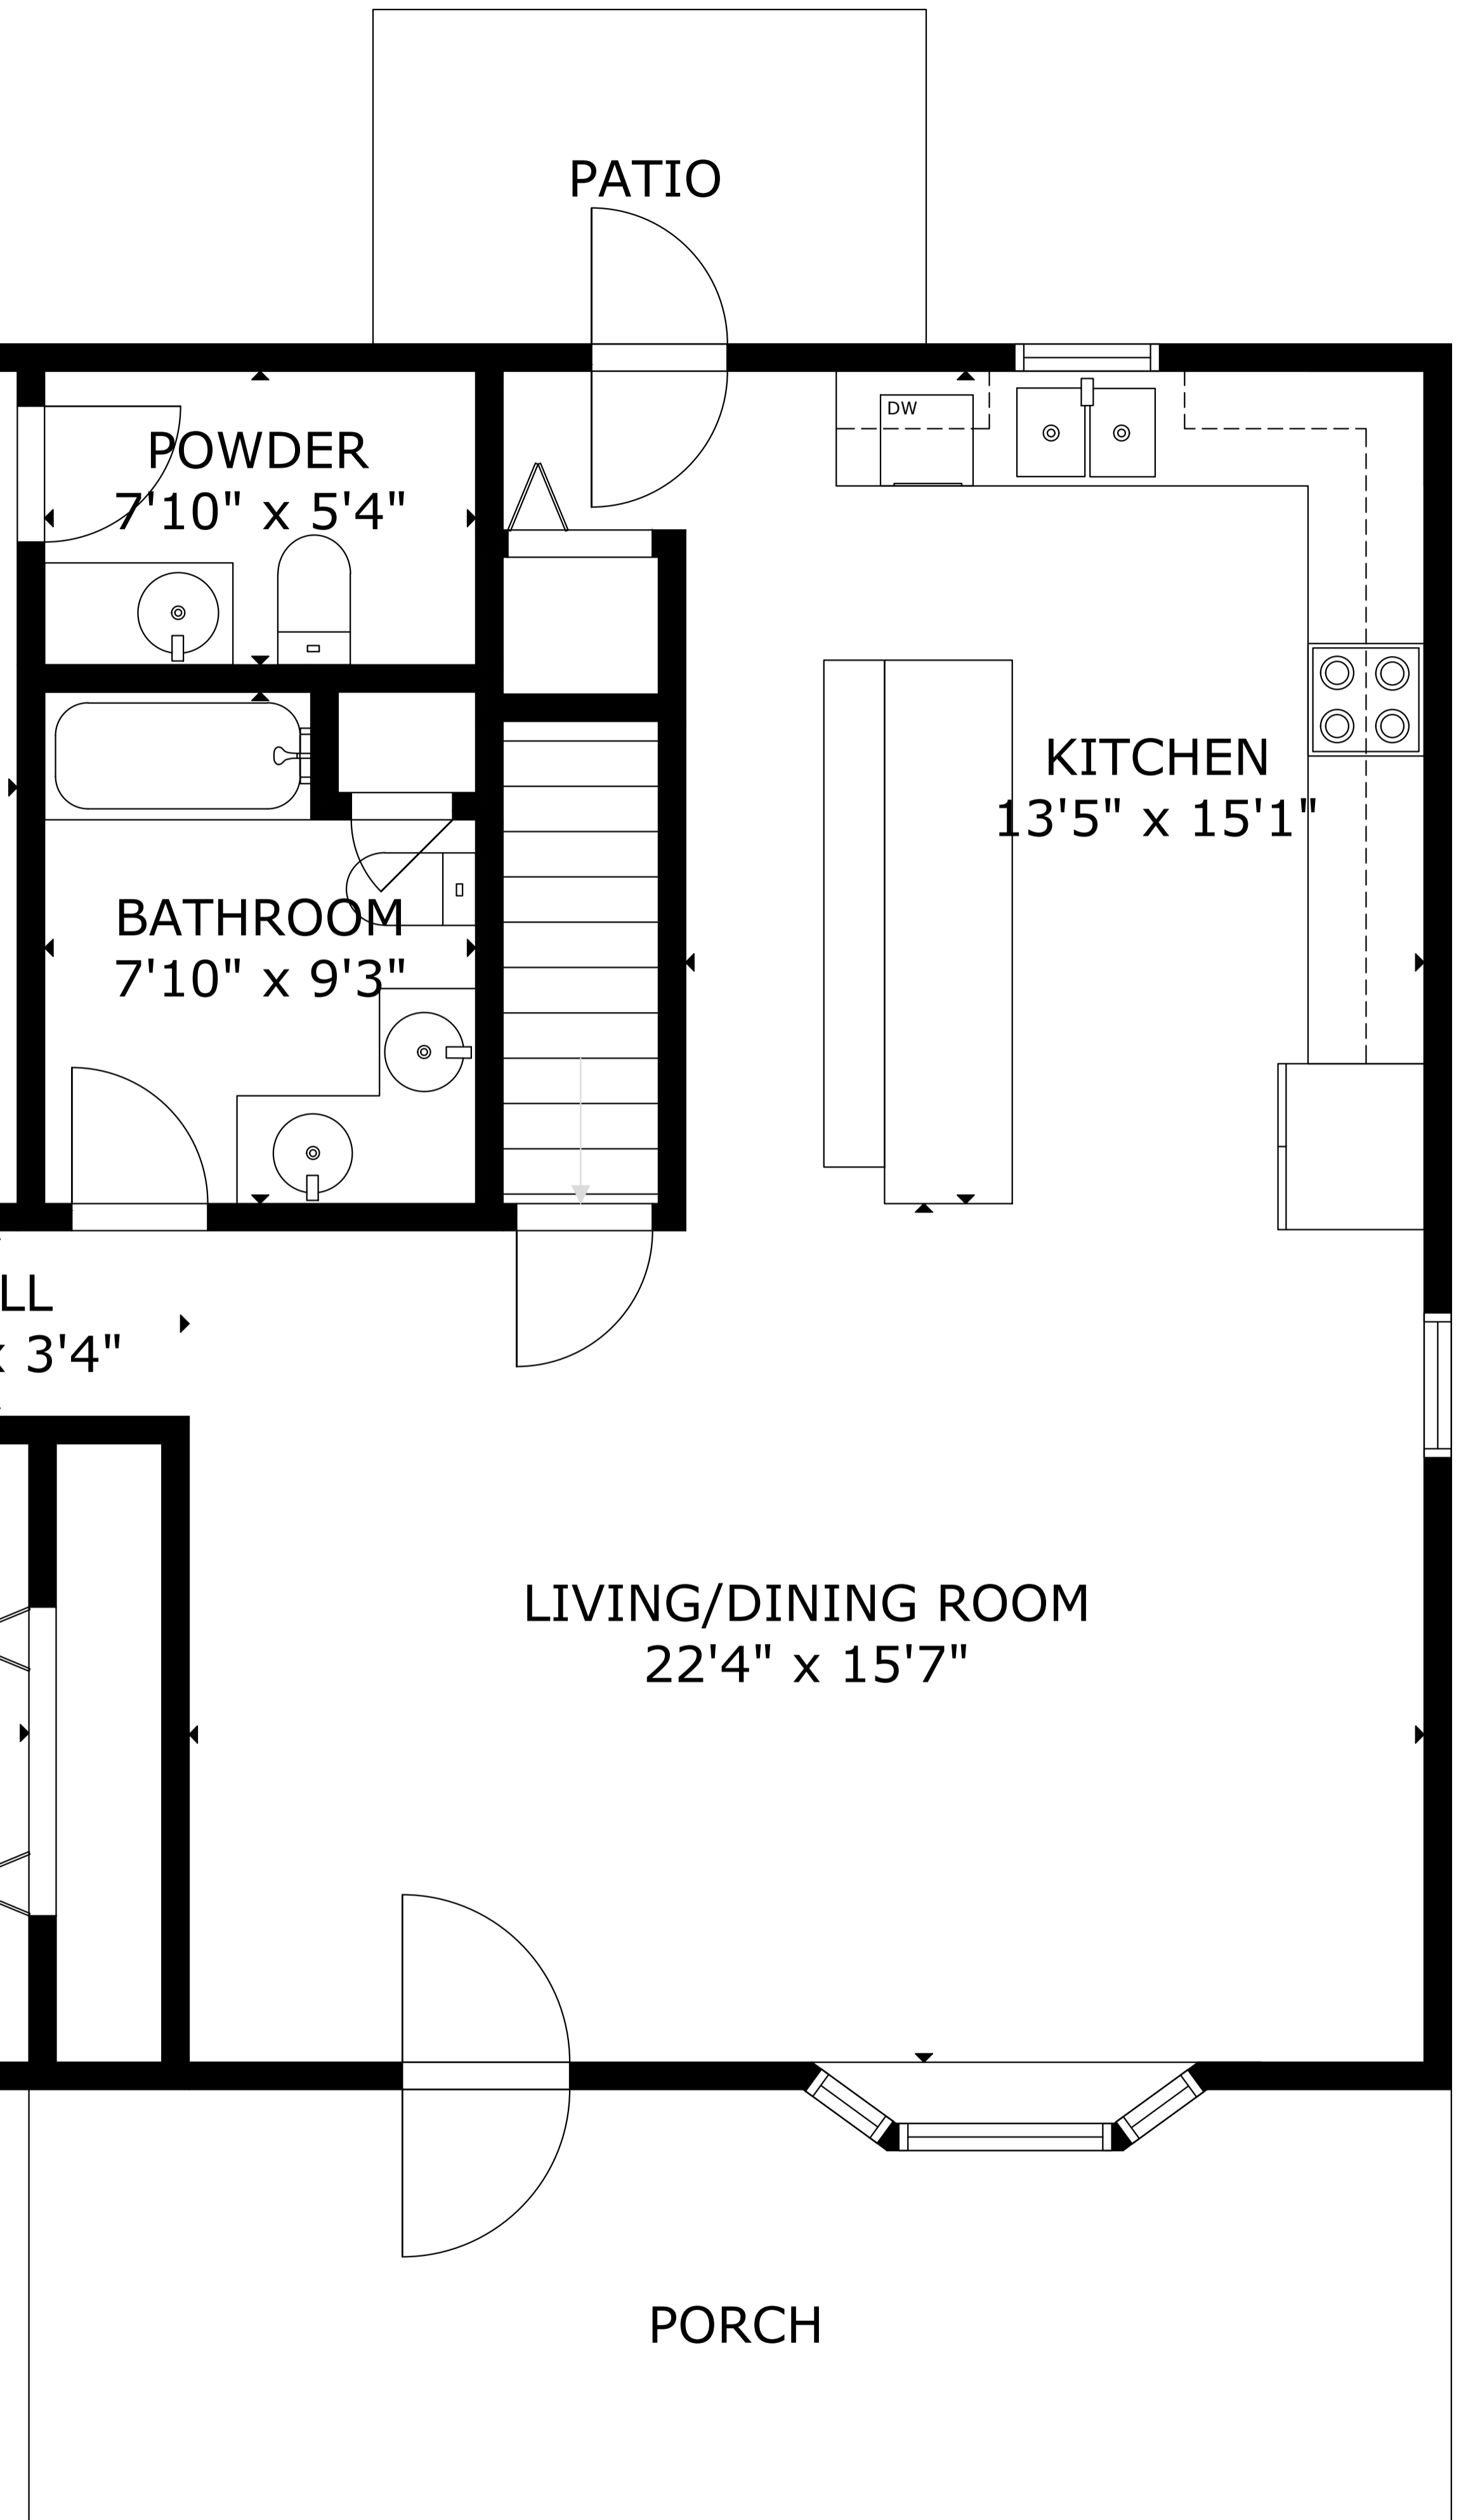 PATIO
DW
POWDER
7'10" x 5'4"
KITCHEN
13'5" x 15'1"
BATHROOM
7'10" x 9'3"
LL
x 3'4"
LIVING/DINING ROOM
22'4" x 15'7"
PORCH